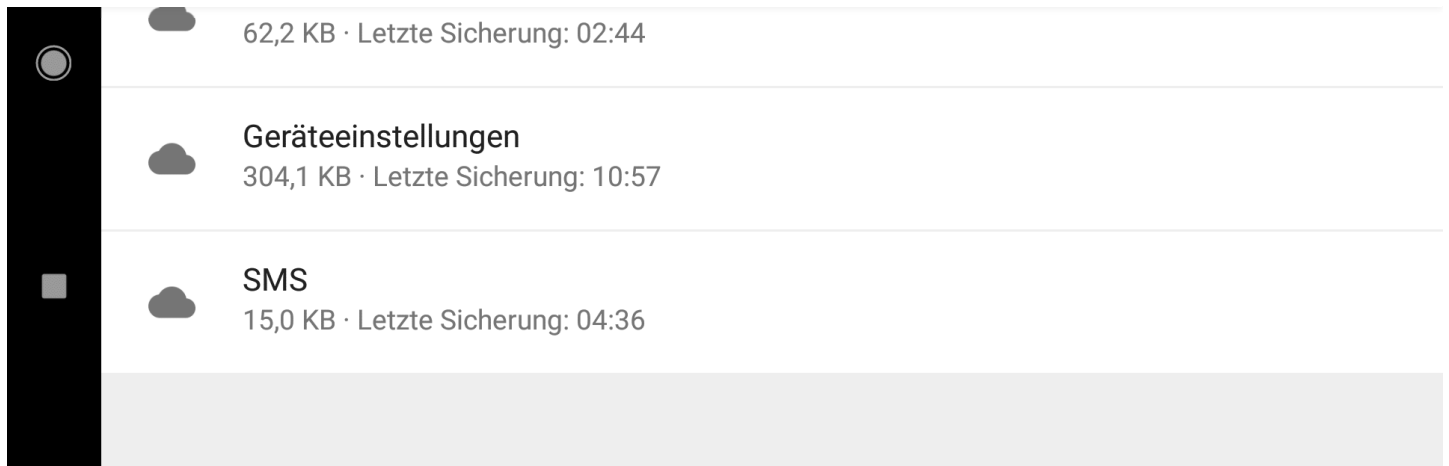 62,2 KB · Letzte Sicherung: 02:44
Geräteeinstellungen
304,1 KB · Letzte Sicherung: 10:57
SMS
15,0 KB · Letzte Sicherung: 04:36